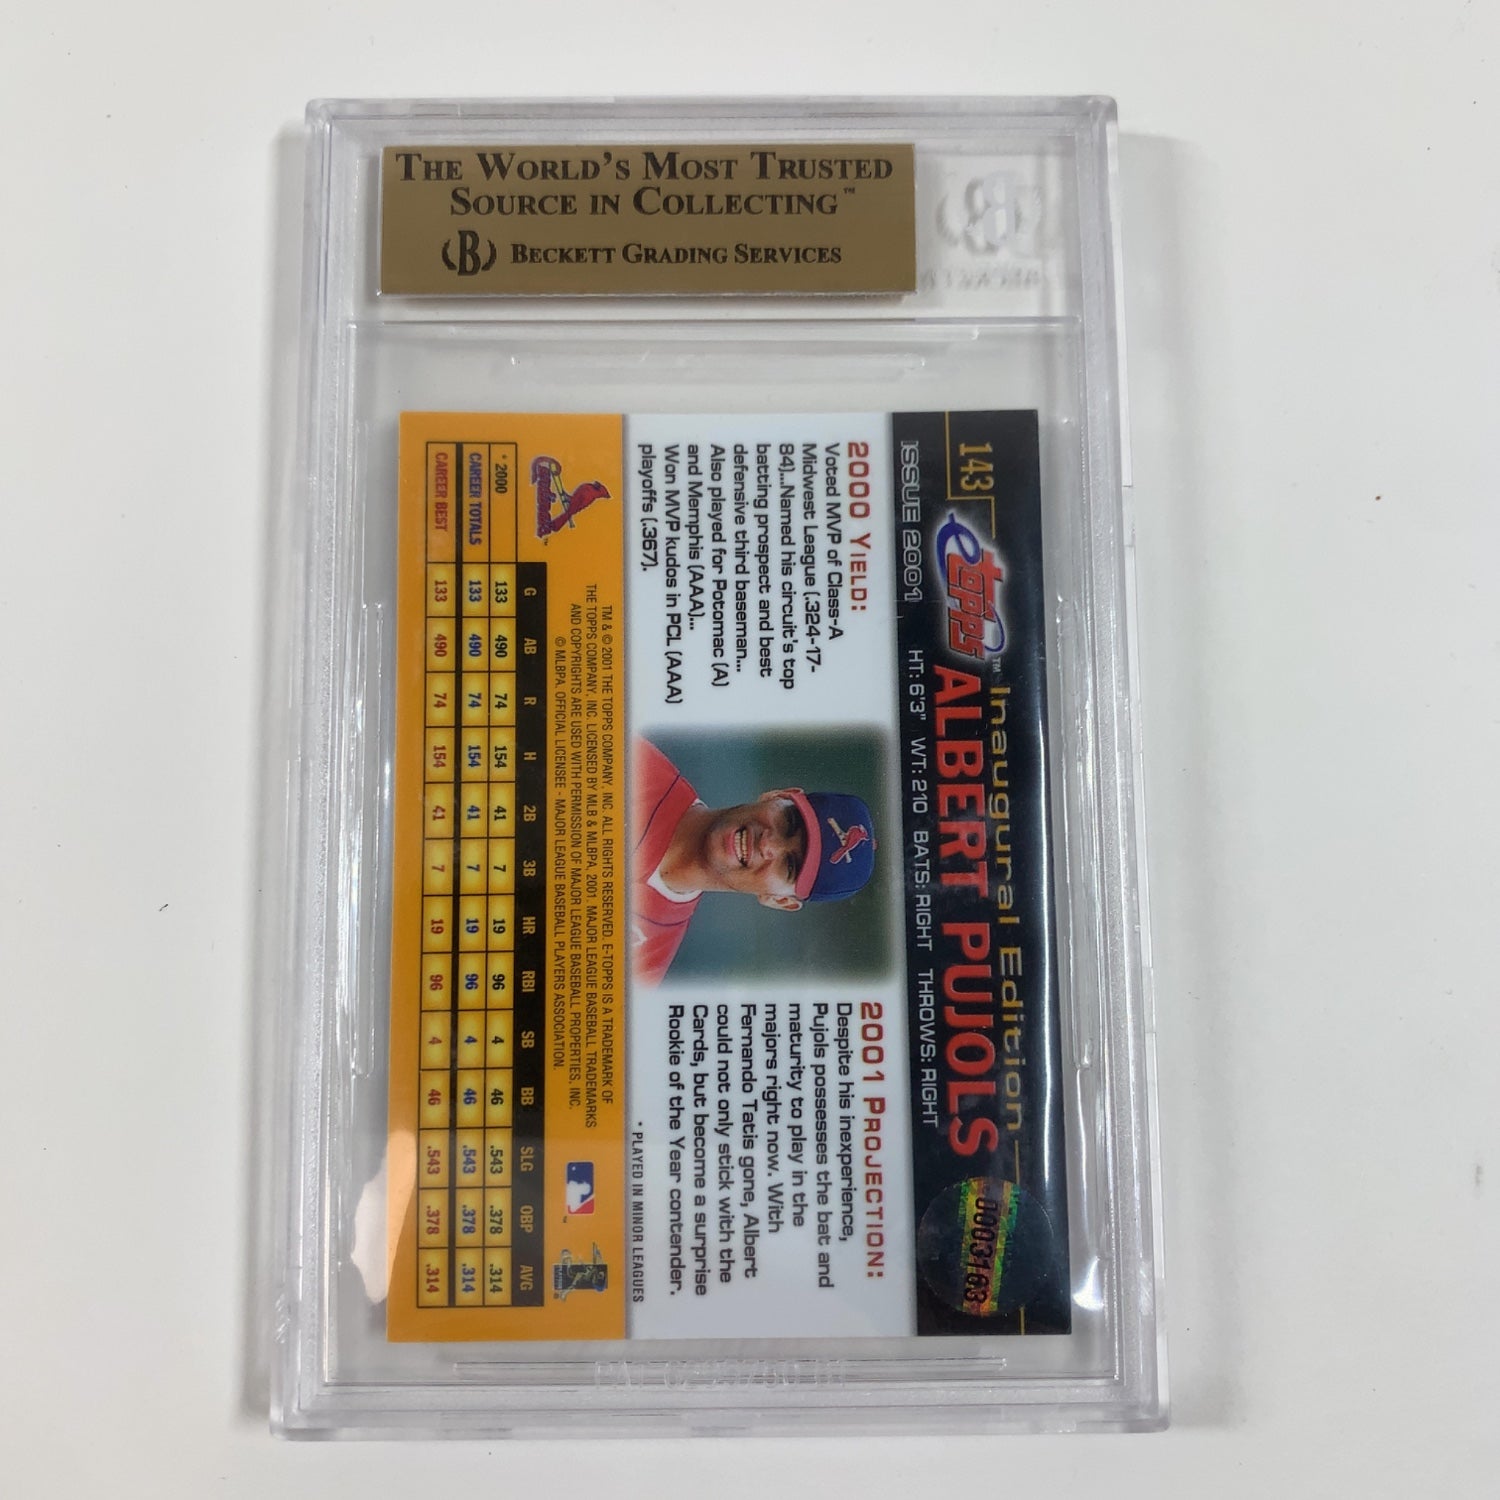 THE WORLD'S MOST TRUSTED
SOURCE IN COLLECTING™
B BECKETT GRADING SERVICES
143
etopps™ Inaugural Edition
ISSUE 2001
ALBERT PUJOLS
HT: 6'3" WT: 210 BATS: RIGHT THROWS: RIGHT
0003163
2000 YIELD:
Voted MVP of Class-A
Midwest League (.324-17-
84)...Named his circuit's top
batting prospect and best
defensive third baseman...
Also played for Potomac (A)
and Memphis (AAA)...
Won MVP kudos in PCL (AAA)
playoffs (.367).
2001 PROJECTION:
Despite his inexperience,
Pujols possesses the bat and
maturity to play in the
majors right now. With
Fernando Tatis gone, Albert
could not only stick with the
Cards, but become a surprise
Rookie of the Year contender.
* PLAYED IN MINOR LEAGUES
Cardinals™
TM & © 2001 THE TOPPS COMPANY, INC. ALL RIGHTS RESERVED. E-TOPPS IS A TRADEMARK OF
THE TOPPS COMPANY, INC. LICENSED BY MLB & MLBPA, 2001. MAJOR LEAGUE BASEBALL TRADEMARKS
AND COPYRIGHTS ARE USED WITH PERMISSION OF MAJOR LEAGUE BASEBALL PROPERTIES, INC.
© MLBPA. OFFICIAL LICENSEE - MAJOR LEAGUE BASEBALL PLAYERS ASSOCIATION.
G AB R H 2B 3B HR RBI SB BB SLG OBP AVG
* 2000 133 490 74 154 41 7 19 96 4 46 .543 .378 .314
CAREER TOTALS 133 490 74 154 41 7 19 96 4 46 .543 .378 .314
CAREER BEST 133 490 74 154 41 7 19 96 4 46 .543 .378 .314